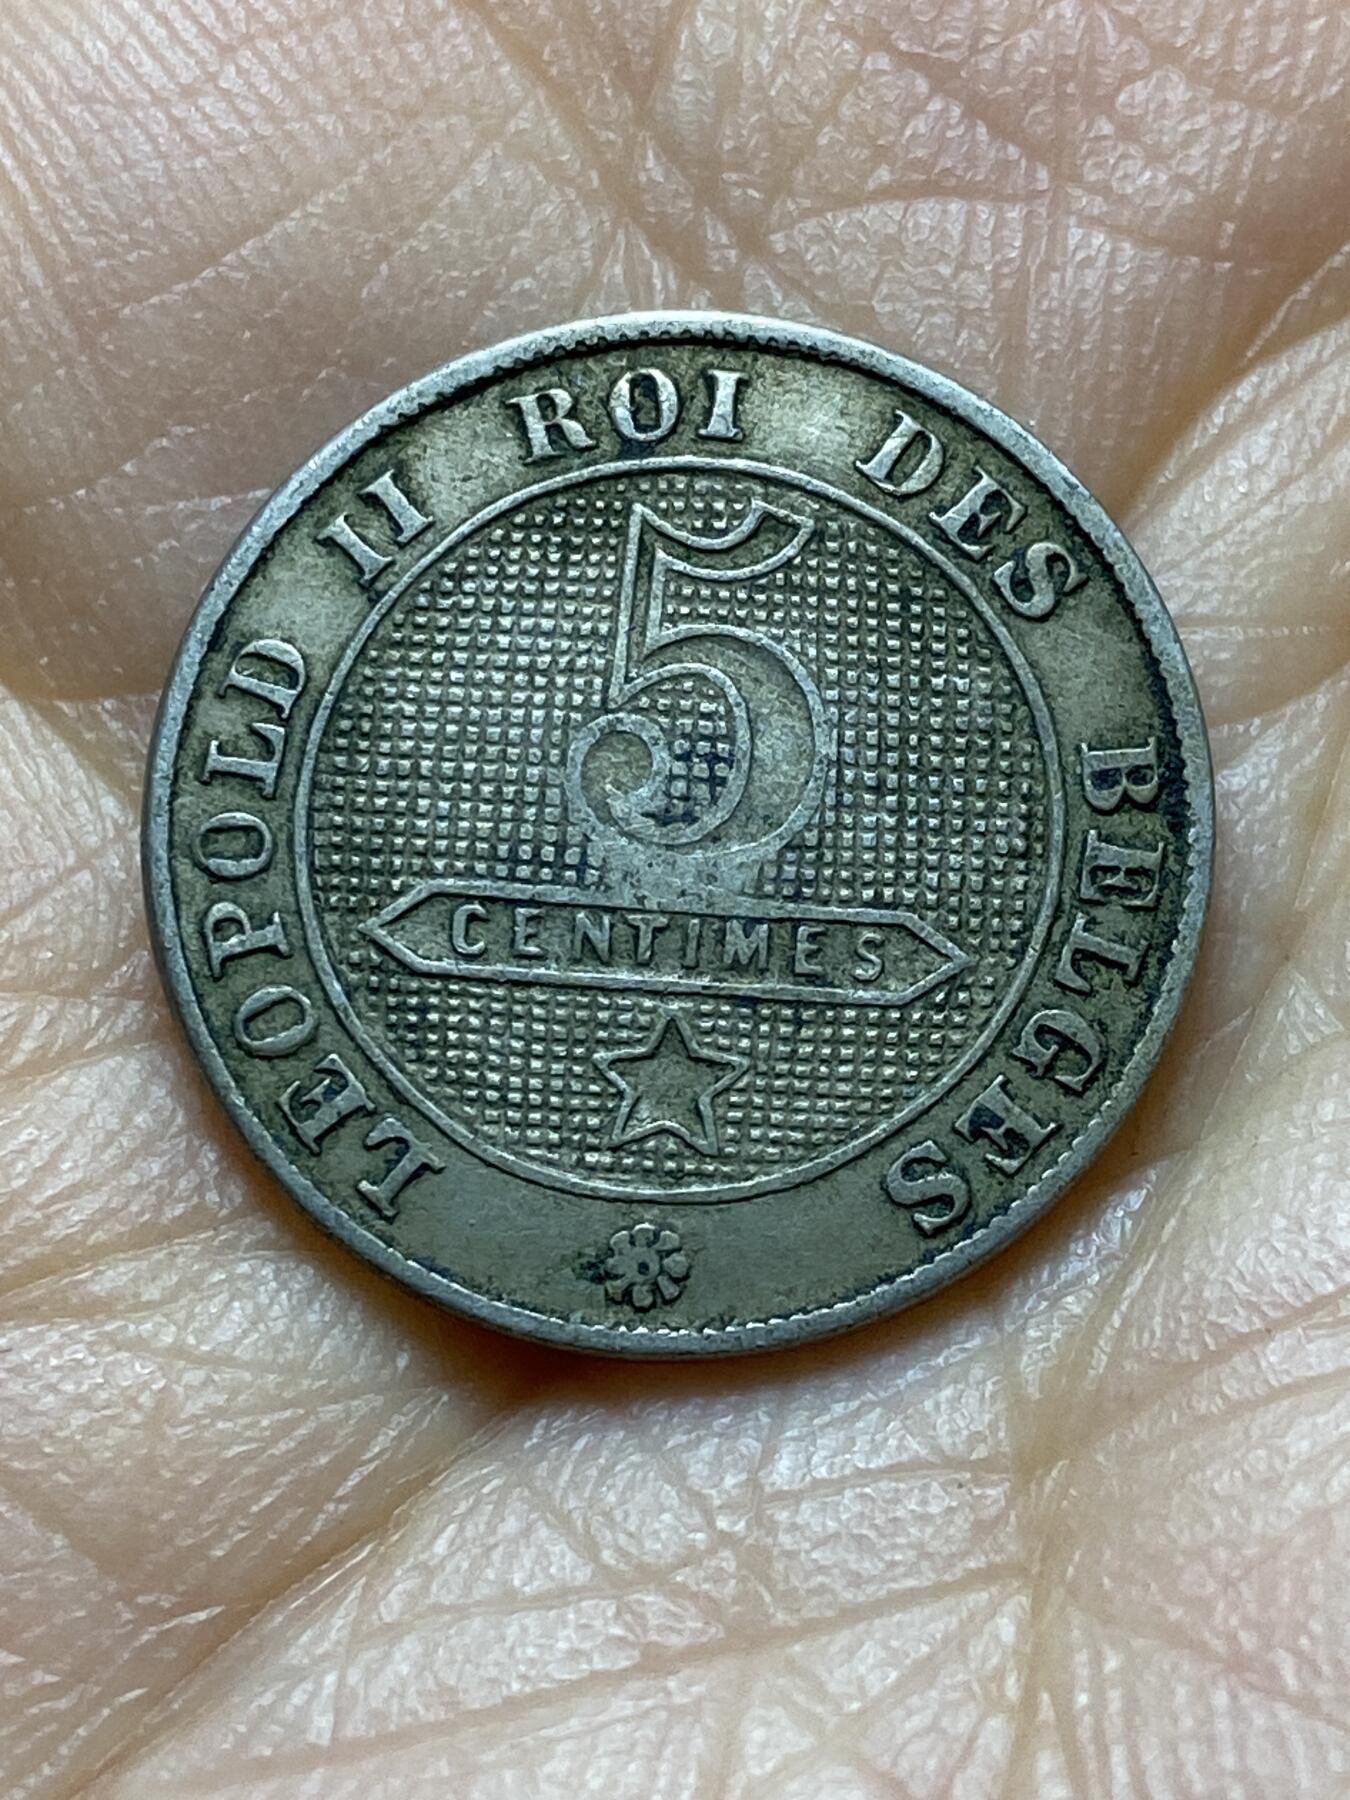 LEOPOLD II ROI DES BELGES
5
CENTIMES